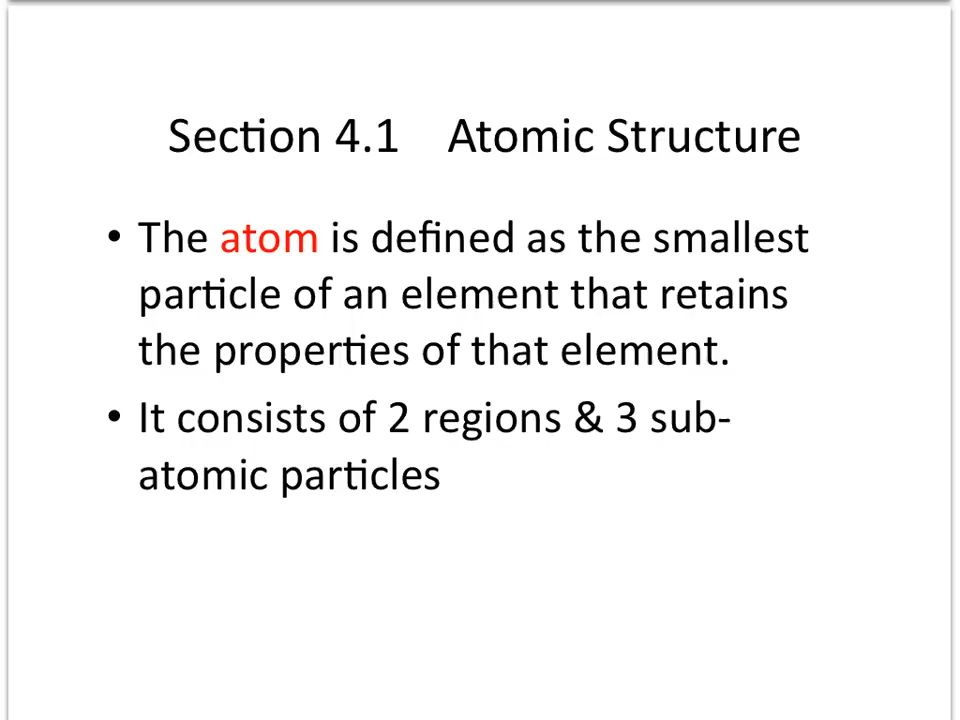 Section 4.1    Atomic Structure
• The atom is defined as the smallest
particle of an element that retains
the properties of that element.
• It consists of 2 regions & 3 sub-
atomic particles